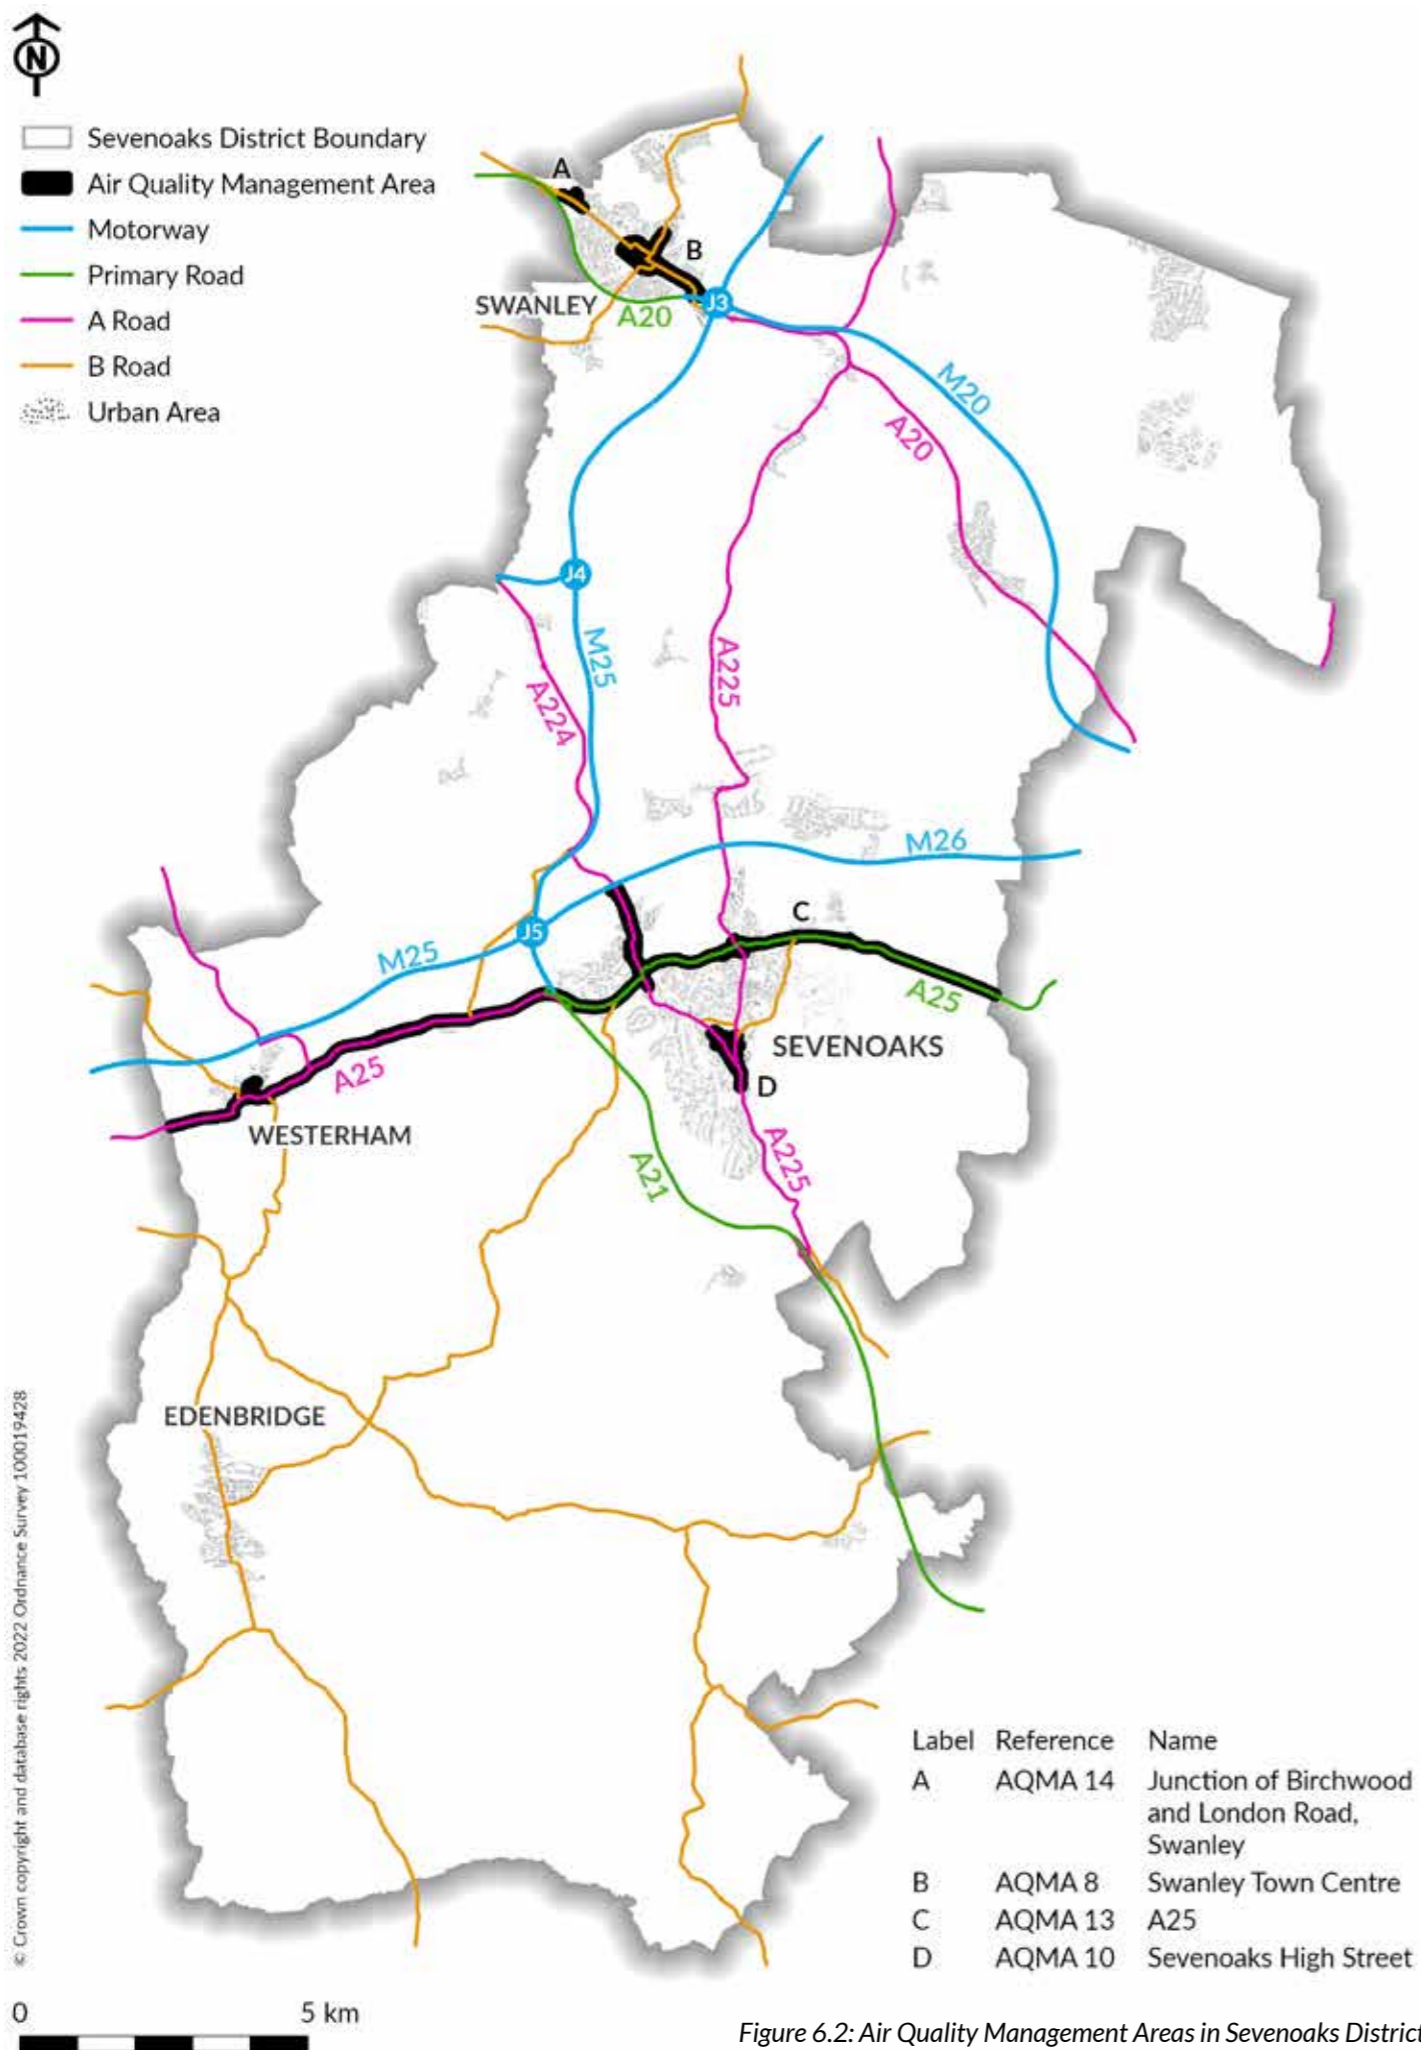 N
Sevenoaks District Boundary
Air Quality Management Area
Motorway
Primary Road
A Road
B Road
Urban Area
A
B
SWANLEY
A20
J3
M20
A20
J4
M25
A224
A225
M26
C
J5
M25
A25
SEVENOAKS
A25
D
WESTERHAM
A225
A21
EDENBRIDGE
© Crown copyright and database rights 2022 Ordnance Survey 100019428
Label Reference Name
A AQMA 14 Junction of Birchwood
and London Road,
Swanley
B AQMA 8 Swanley Town Centre
C AQMA 13 A25
D AQMA 10 Sevenoaks High Street
0 5 km
Figure 6.2: Air Quality Management Areas in Sevenoaks District